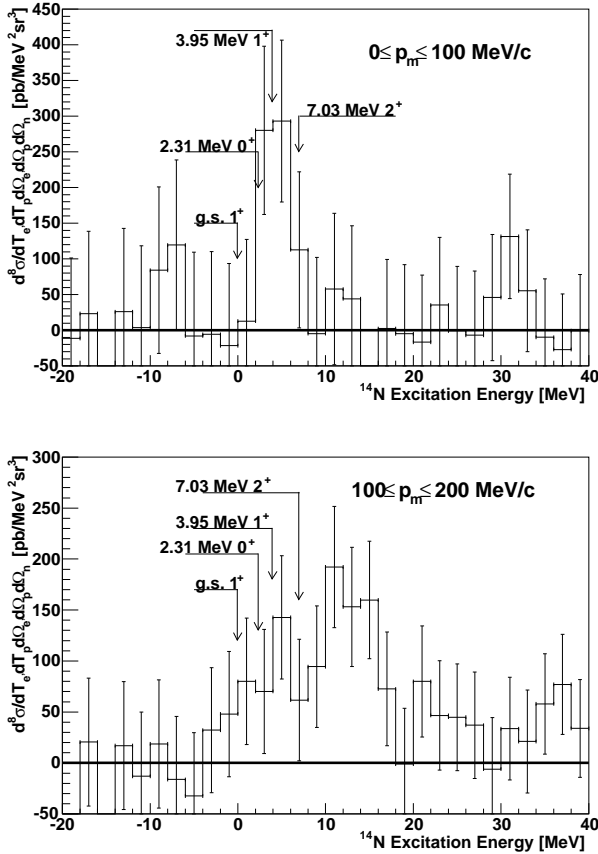 d⁸σ/dTₑdTₚdΩₑdΩₚdΩₙ [pb/MeV ²sr³]
450
400
350
300
250
200
150
100
50
0
-50
3.95 MeV 1⁺
0≤ pₘ≤ 100 MeV/c
7.03 MeV 2⁺
2.31 MeV 0⁺
g.s. 1⁺
-20 -10 0 10 20 30 40
¹⁴N Excitation Energy [MeV]
d⁸σ/dTₑdTₚdΩₑdΩₚdΩₙ [pb/MeV ²sr³]
300
250
200
150
100
50
0
-50
7.03 MeV 2⁺
100≤ pₘ≤ 200 MeV/c
3.95 MeV 1⁺
2.31 MeV 0⁺
g.s. 1⁺
-20 -10 0 10 20 30 40
¹⁴N Excitation Energy [MeV]